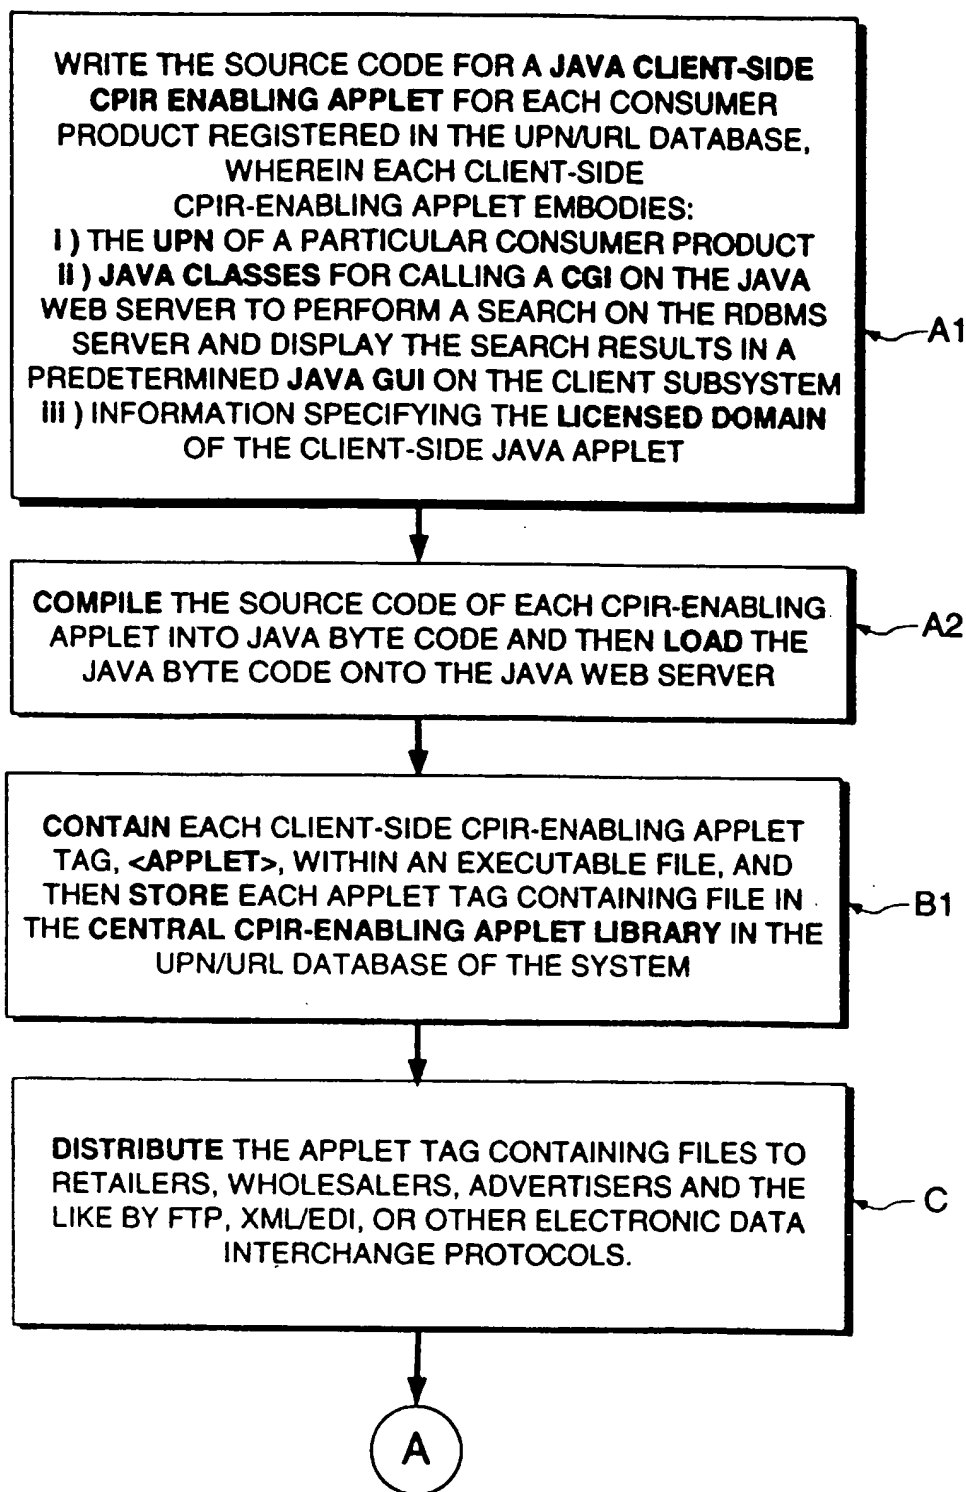 WRITE THE SOURCE CODE FOR A JAVA CLIENT-SIDE
CPIR ENABLING APPLET FOR EACH CONSUMER
PRODUCT REGISTERED IN THE UPN/URL DATABASE,
WHEREIN EACH CLIENT-SIDE
CPIR-ENABLING APPLET EMBODIES:
I ) THE UPN OF A PARTICULAR CONSUMER PRODUCT
II ) JAVA CLASSES FOR CALLING A CGI ON THE JAVA
WEB SERVER TO PERFORM A SEARCH ON THE RDBMS
SERVER AND DISPLAY THE SEARCH RESULTS IN A
PREDETERMINED JAVA GUI ON THE CLIENT SUBSYSTEM
III ) INFORMATION SPECIFYING THE LICENSED DOMAIN
OF THE CLIENT-SIDE JAVA APPLET
A1
COMPILE THE SOURCE CODE OF EACH CPIR-ENABLING
APPLET INTO JAVA BYTE CODE AND THEN LOAD THE
JAVA BYTE CODE ONTO THE JAVA WEB SERVER
A2
CONTAIN EACH CLIENT-SIDE CPIR-ENABLING APPLET
TAG, <APPLET>, WITHIN AN EXECUTABLE FILE, AND
THEN STORE EACH APPLET TAG CONTAINING FILE IN
THE CENTRAL CPIR-ENABLING APPLET LIBRARY IN THE
UPN/URL DATABASE OF THE SYSTEM
B1
DISTRIBUTE THE APPLET TAG CONTAINING FILES TO
RETAILERS, WHOLESALERS, ADVERTISERS AND THE
LIKE BY FTP, XML/EDI, OR OTHER ELECTRONIC DATA
INTERCHANGE PROTOCOLS.
C
A